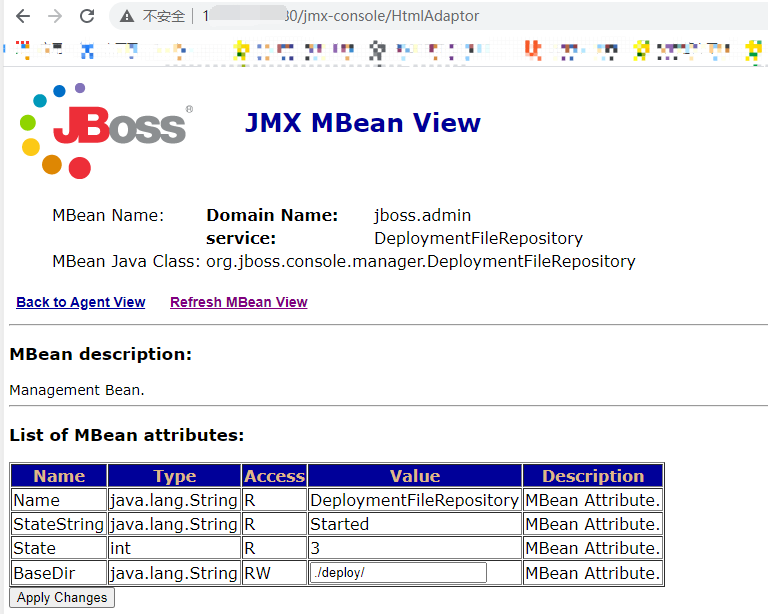 不安全 1 30/jmx-console/HtmlAdaptor
JBoss®
JMX MBean View
MBean Name: Domain Name: jboss.admin
service: DeploymentFileRepository
MBean Java Class: org.jboss.console.manager.DeploymentFileRepository
Back to Agent View Refresh MBean View
MBean description:
Management Bean.
List of MBean attributes:
Name Type Access Value Description
Name java.lang.String R DeploymentFileRepository MBean Attribute.
StateString java.lang.String R Started MBean Attribute.
State int R 3 MBean Attribute.
BaseDir java.lang.String RW ./deploy/ MBean Attribute.
Apply Changes